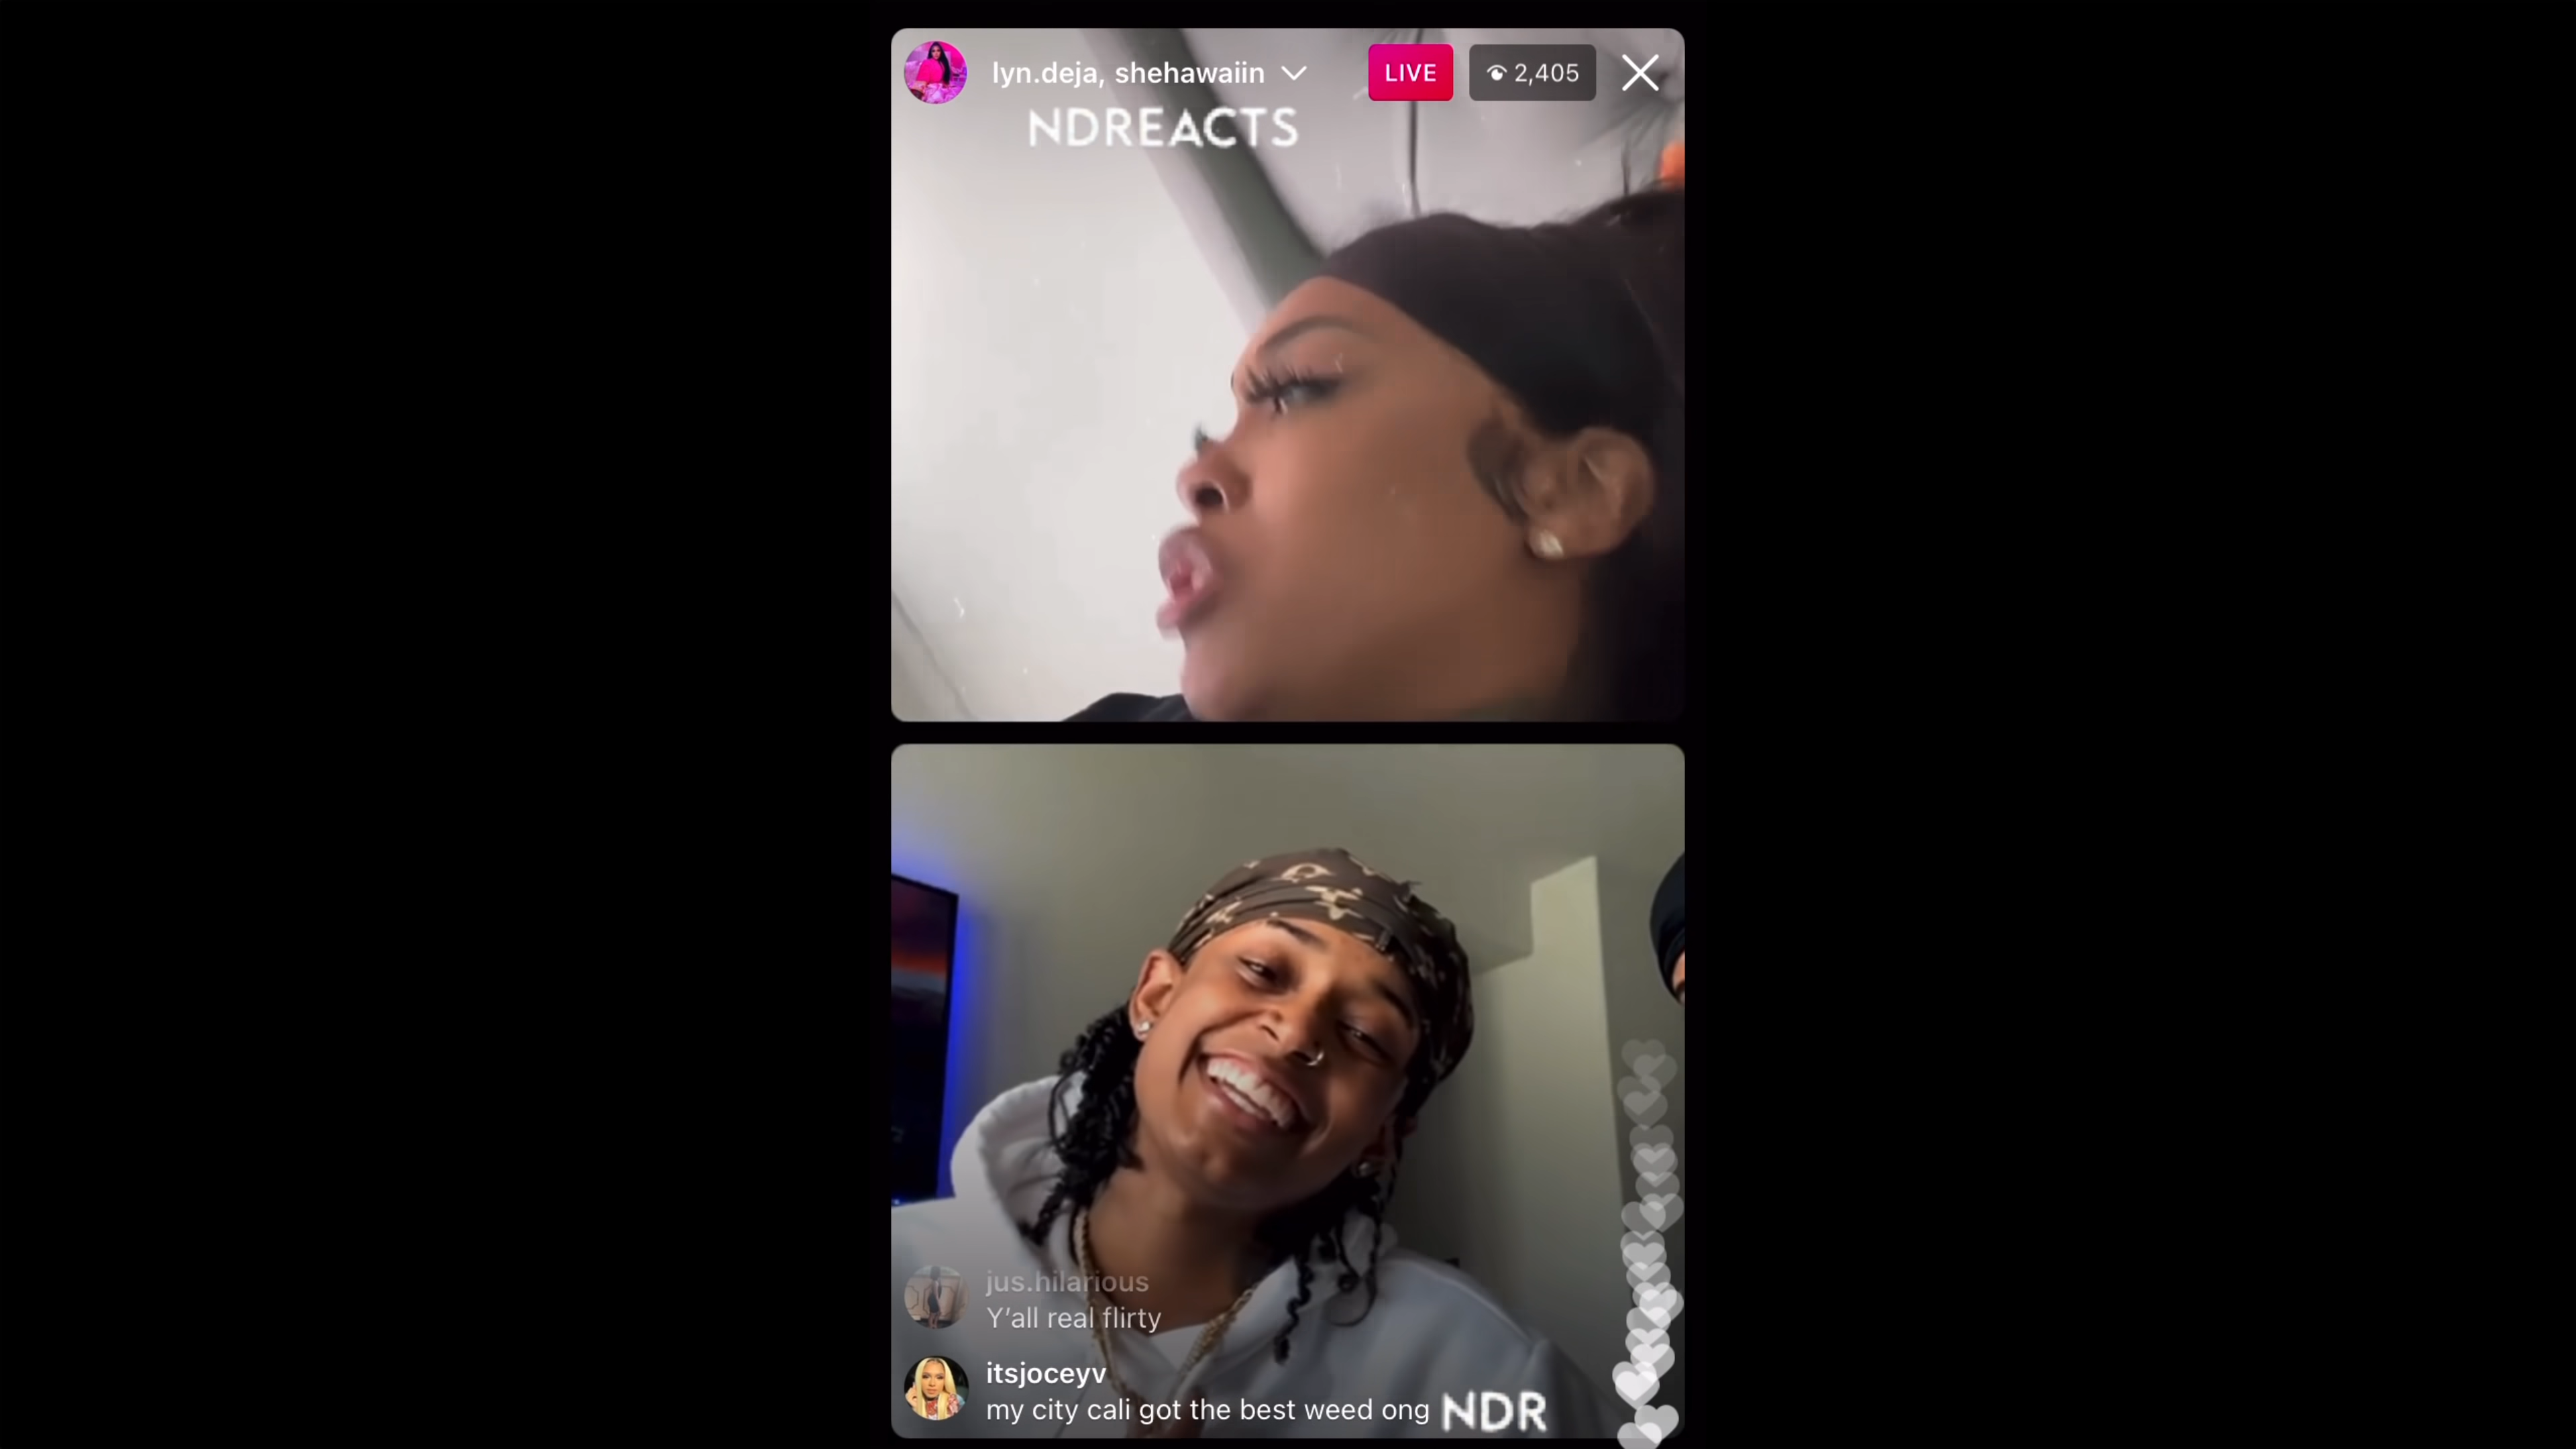 lyn.deja, shehawaiin
LIVE
2,405
NDREACTS
jus.hilarious
Y'all real flirty
itsjoceyv
my city cali got the best weed ong
NDR